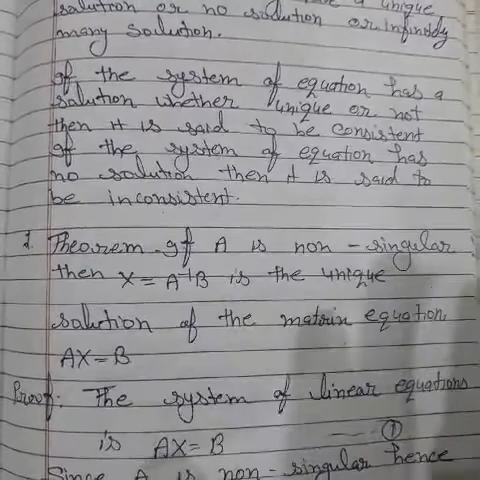 solution or no solution or infinitely
many solution.
If the system of equation has a
solution whether unique or not
then it is said to be consistent
If the system of equation has
no solution then it is said to
be inconsistent.
1. Theorem - If A is non-singular
then X = A⁻¹B is the unique
solution of the matrix equation
AX = B
Proof: The system of linear equations
is AX = B — ①
Since A is non-singular hence